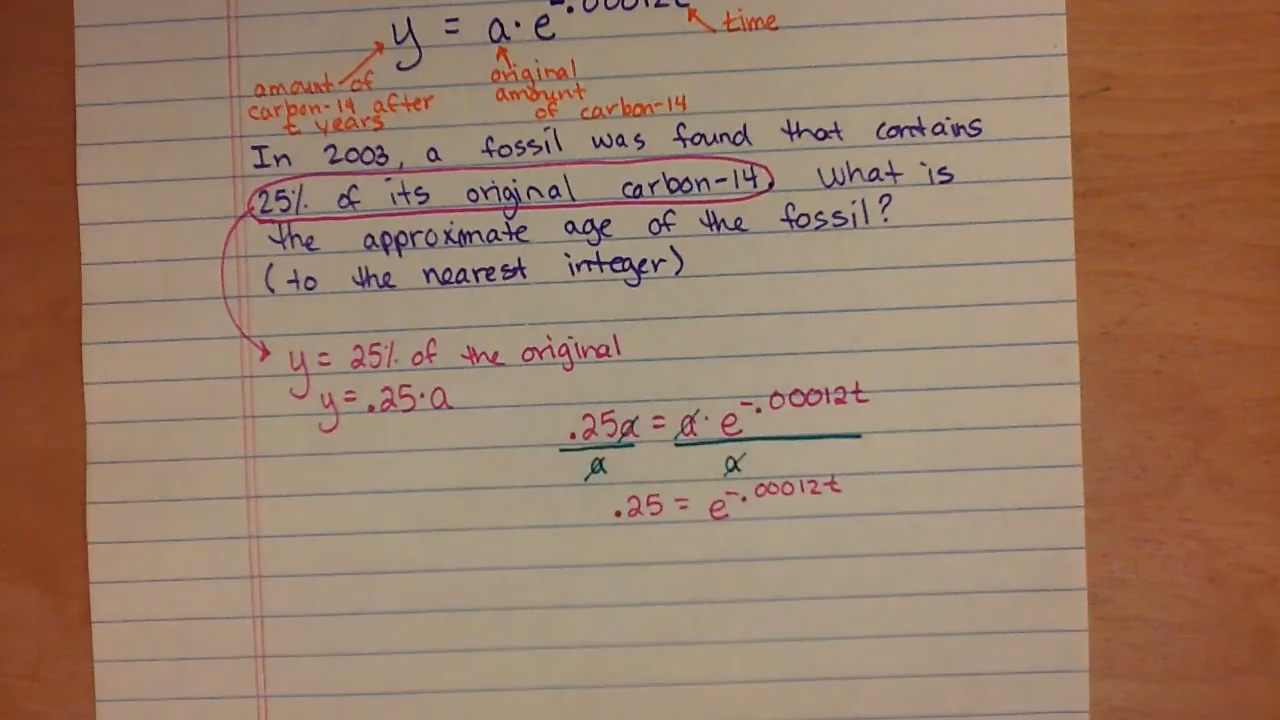 y = a · e^-.00012t
time
amount of
carbon-14 after
t years
original
amount
of carbon-14
In 2003, a fossil was found that contains
25% of its original carbon-14. What is
the approximate age of the fossil?
(to the nearest integer)
y = 25% of the original
y = .25 · a
.25a = a · e^-.00012t
a a
.25 = e^-.00012t